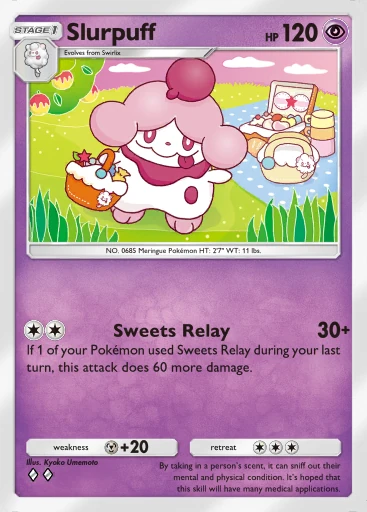 STAGE 1
Slurpuff
HP 120
Evolves from Swirlix
NO. 0685 Meringue Pokémon HT: 2'7" WT: 11 lbs.
Sweets Relay 30+
If 1 of your Pokémon used Sweets Relay during your last
turn, this attack does 60 more damage.
weakness +20
retreat
Illus. Kyoko Umemoto
By taking in a person's scent, it can sniff out their
mental and physical condition. It's hoped that
this skill will have many medical applications.